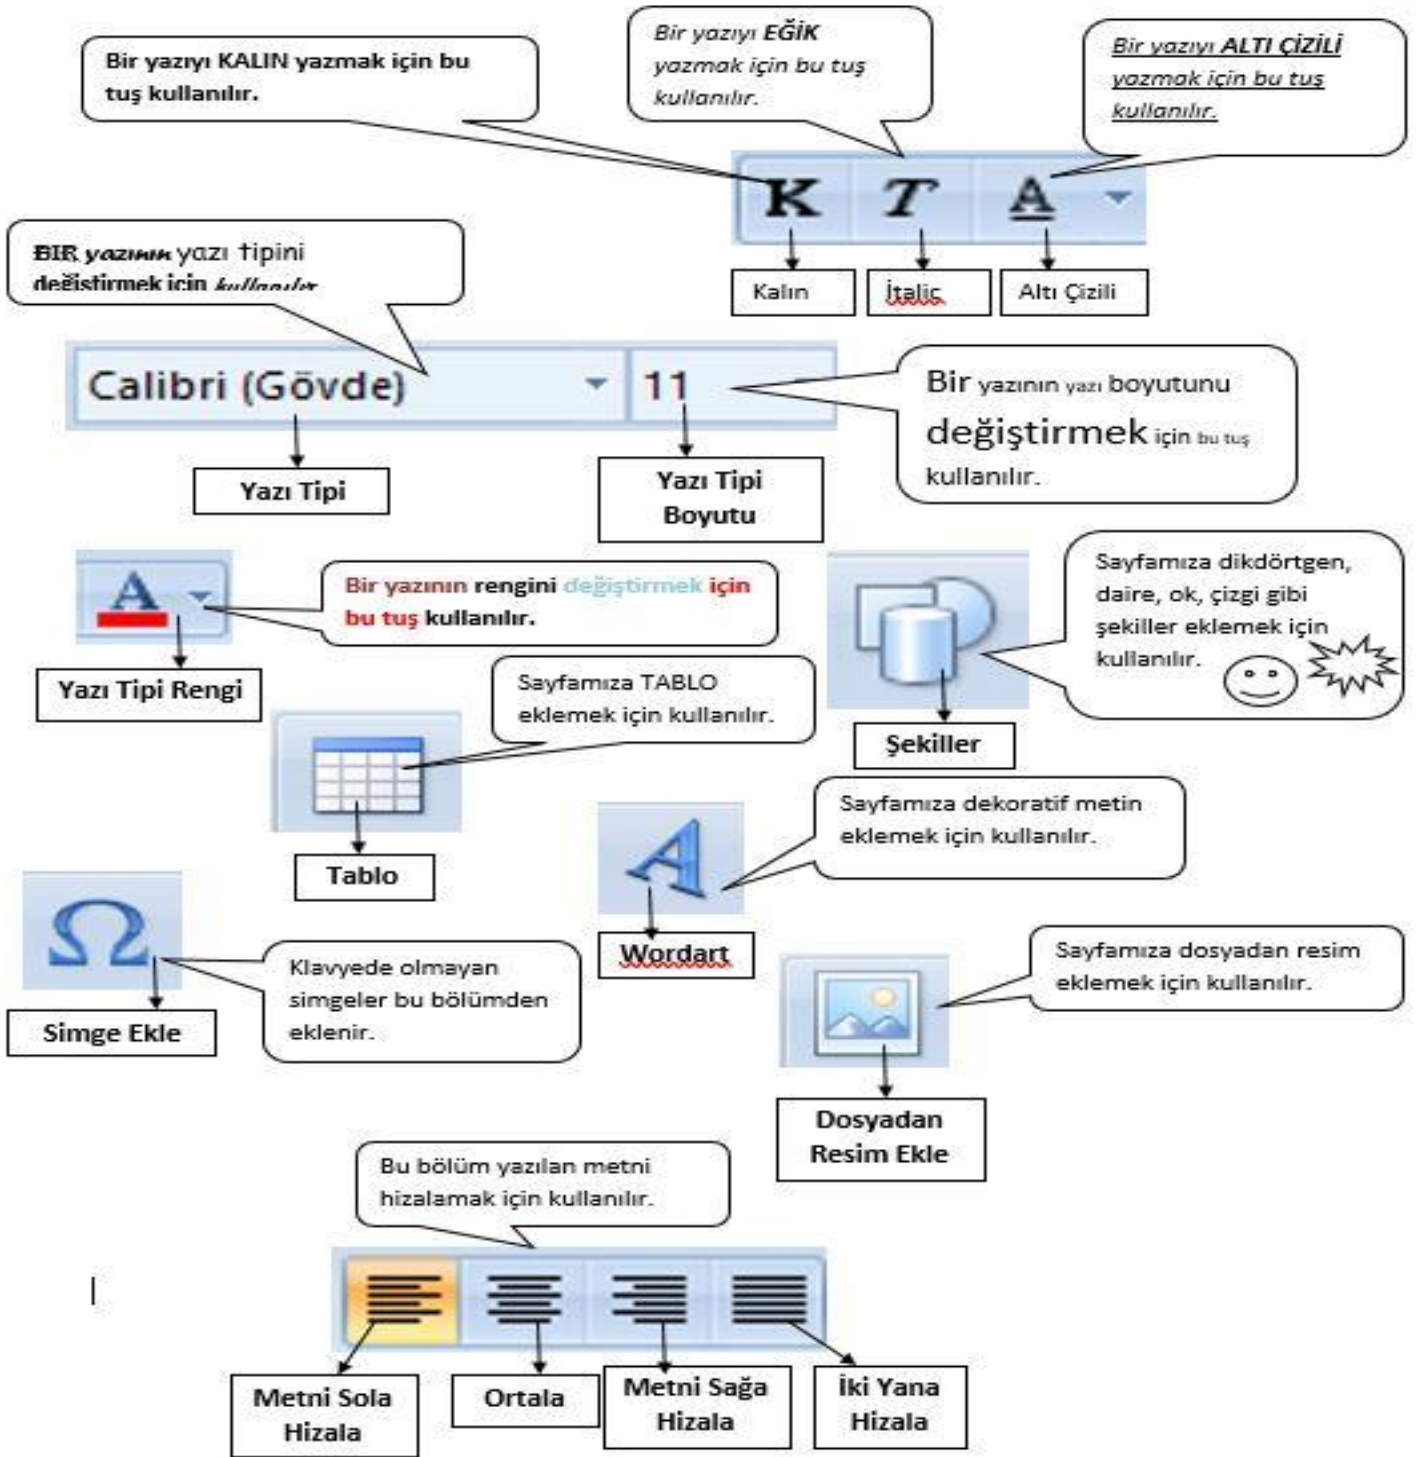 Bir yazıyı KALIN yazmak için bu
tuş kullanılır.
Bir yazıyı EĞİK
yazmak için bu tuş
kullanılır.
Bir yazıyı ALTI ÇİZİLİ
yazmak için bu tuş
kullanılır.
K T A
Kalın
İtalic
Altı Çizili
BIR yazının yazı tipini
değiştirmek için kullanılır
Calibri (Gövde)
11
Bir yazının yazı boyutunu
değiştirmek için bu tuş
kullanılır.
Yazı Tipi
Yazı Tipi
Boyutu
A
Bir yazının rengini değiştirmek için
bu tuş kullanılır.
Yazı Tipi Rengi
Sayfamıza dikdörtgen,
daire, ok, çizgi gibi
şekiller eklemek için
kullanılır.
Şekiller
Sayfamıza TABLO
eklemek için kullanılır.
Tablo
Sayfamıza dekoratif metin
eklemek için kullanılır.
A
Wordart
Ω
Klavyede olmayan
simgeler bu bölümden
eklenir.
Simge Ekle
Sayfamıza dosyadan resim
eklemek için kullanılır.
Dosyadan
Resim Ekle
Bu bölüm yazılan metni
hizalamak için kullanılır.
Metni Sola
Hizala
Ortala
Metni Sağa
Hizala
İki Yana
Hizala